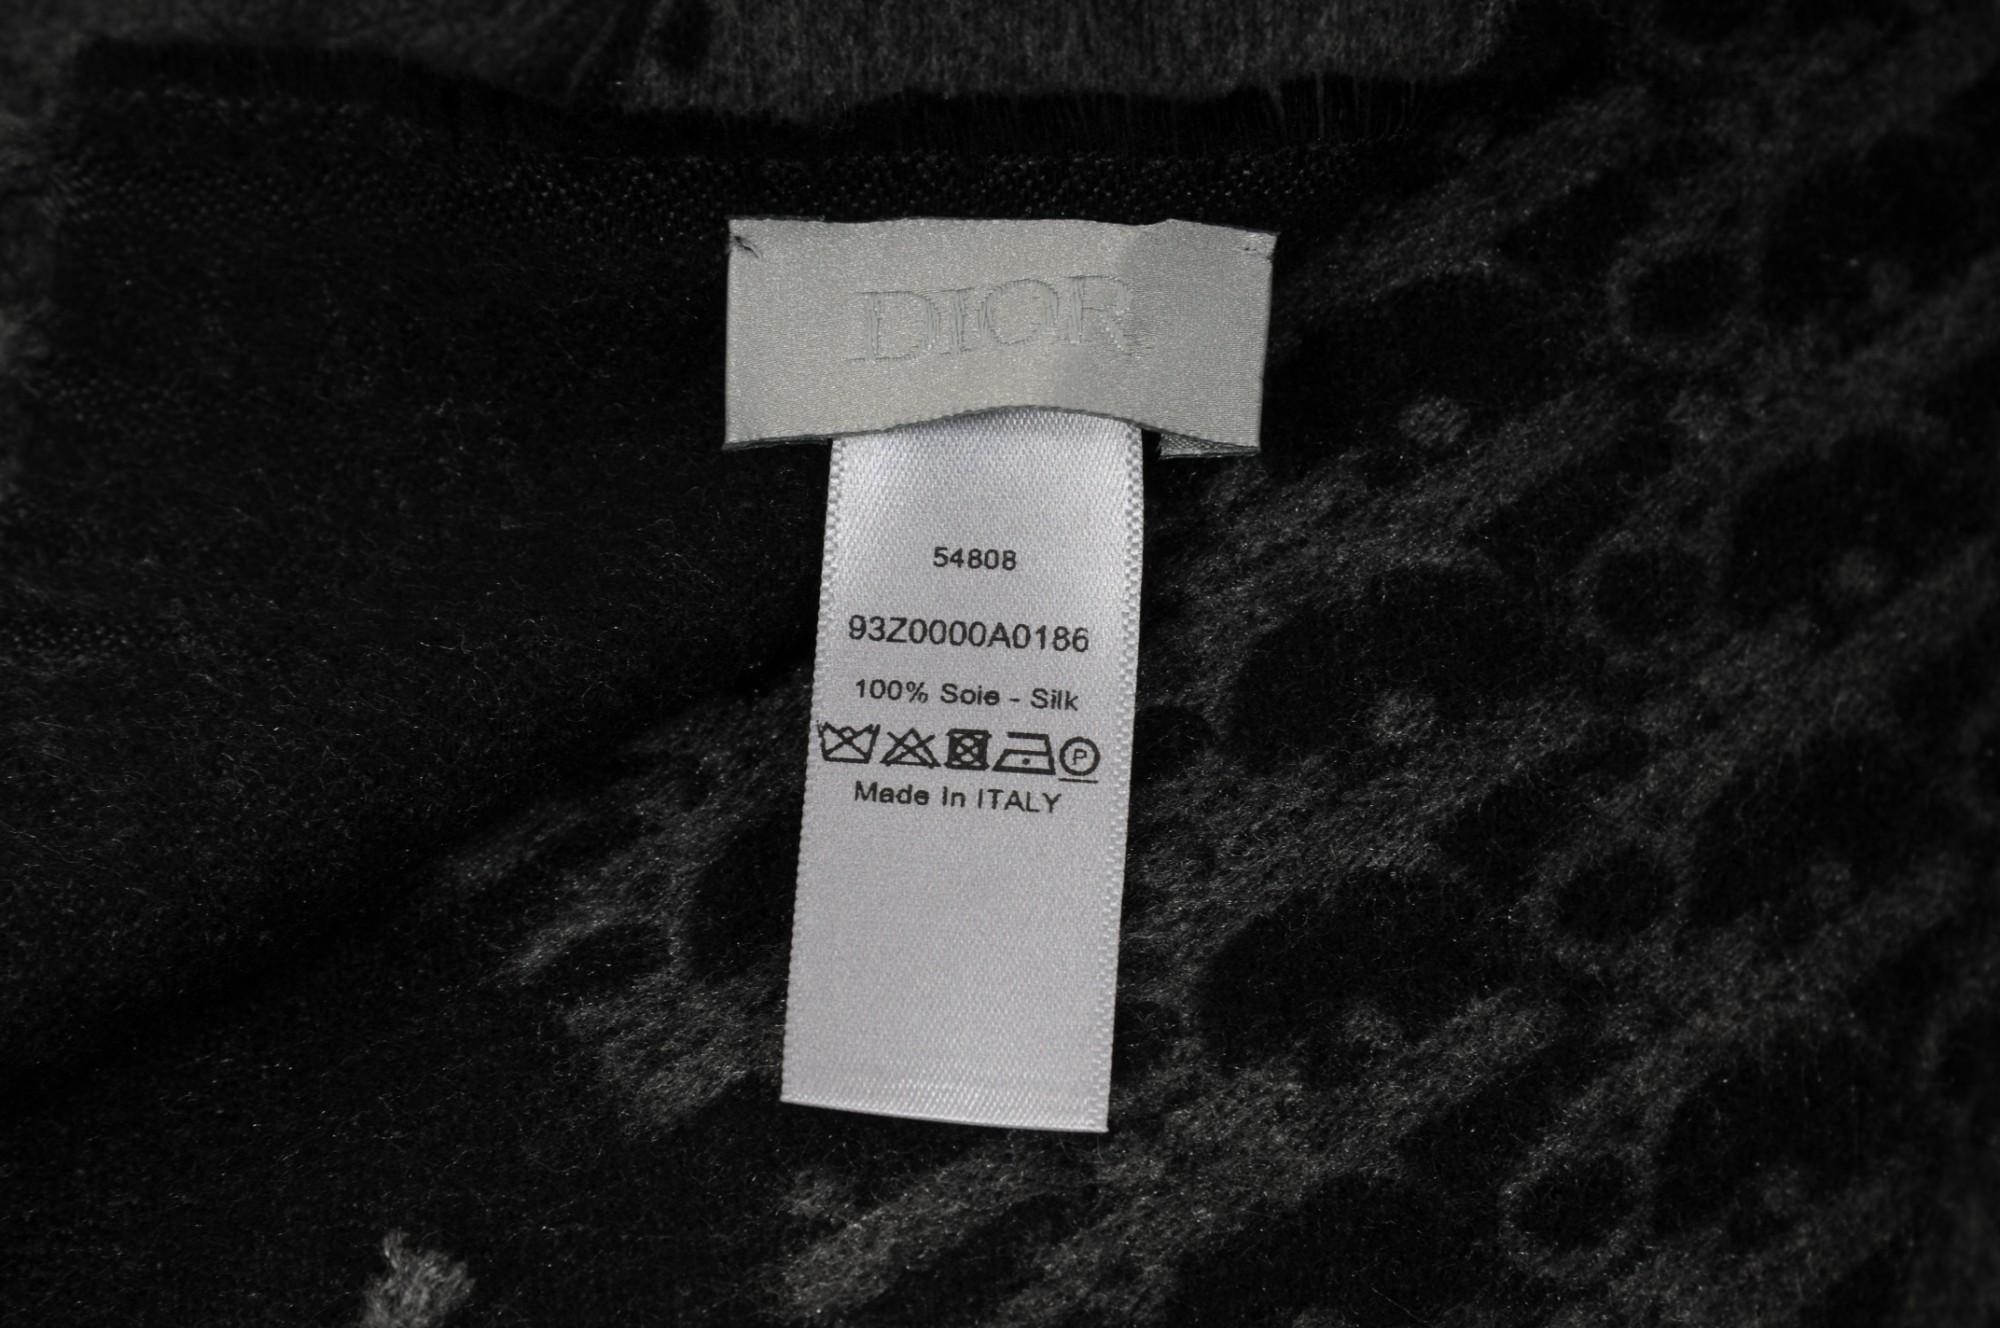 DIOR
54808
93Z0000A0186
100% Soie - Silk
P
Made in ITALY